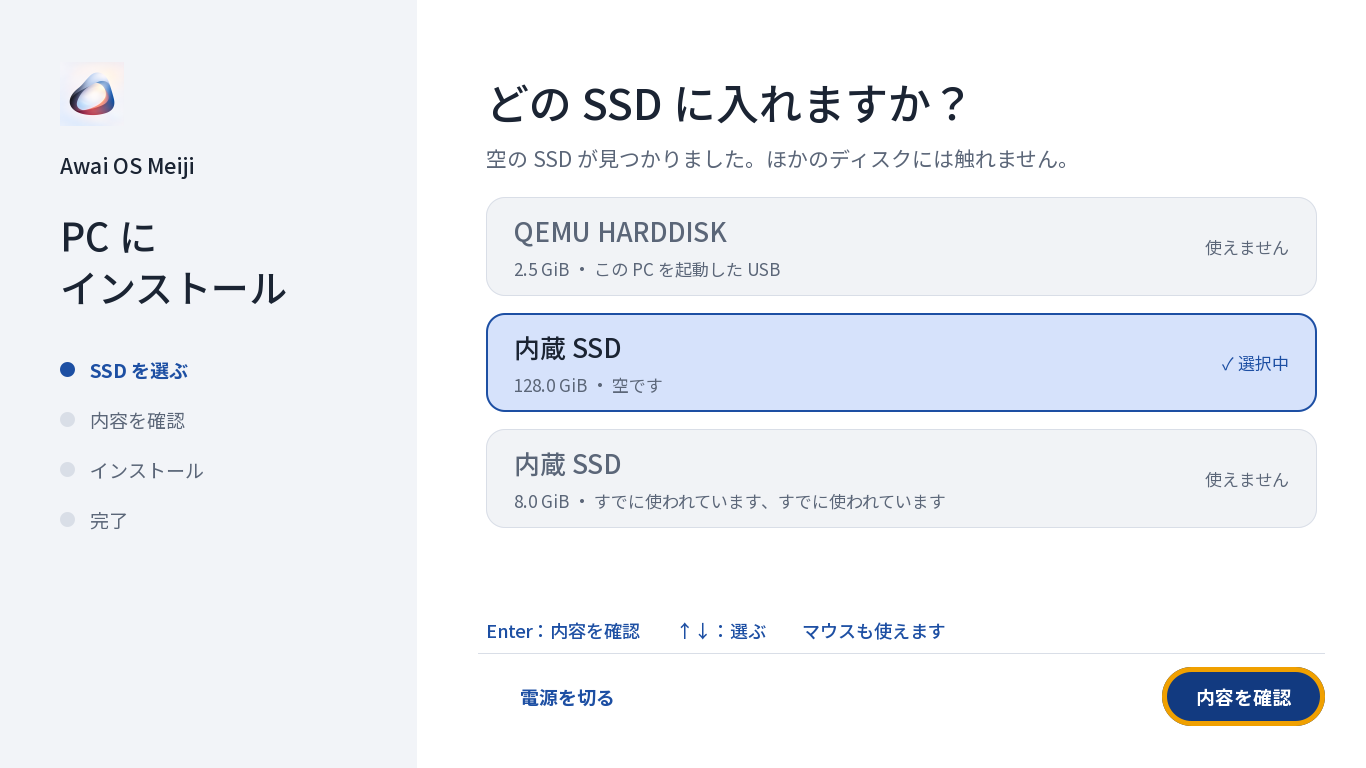 Awai OS Meiji
PC に
インストール
SSD を選ぶ
内容を確認
インストール
完了
どの SSD に入れますか？
空の SSD が見つかりました。ほかのディスクには触れません。
QEMU HARDDISK
2.5 GiB ・ この PC を起動した USB
使えません
内蔵 SSD
128.0 GiB ・ 空です
✓ 選択中
内蔵 SSD
8.0 GiB ・ すでに使われています、すでに使われています
使えません
Enter：内容を確認 ↑↓：選ぶ マウスも使えます
電源を切る
内容を確認